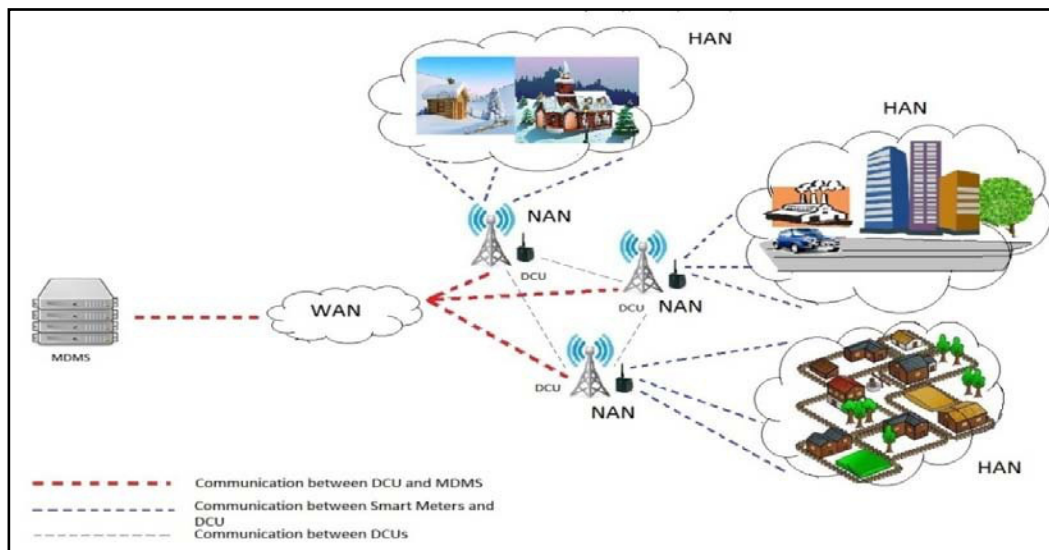 HAN
HAN
NAN
DCU
DCU
NAN
WAN
MDMS
DCU
NAN
HAN
Communication between DCU and MDMS
Communication between Smart Meters and
DCU
Communication between DCUs